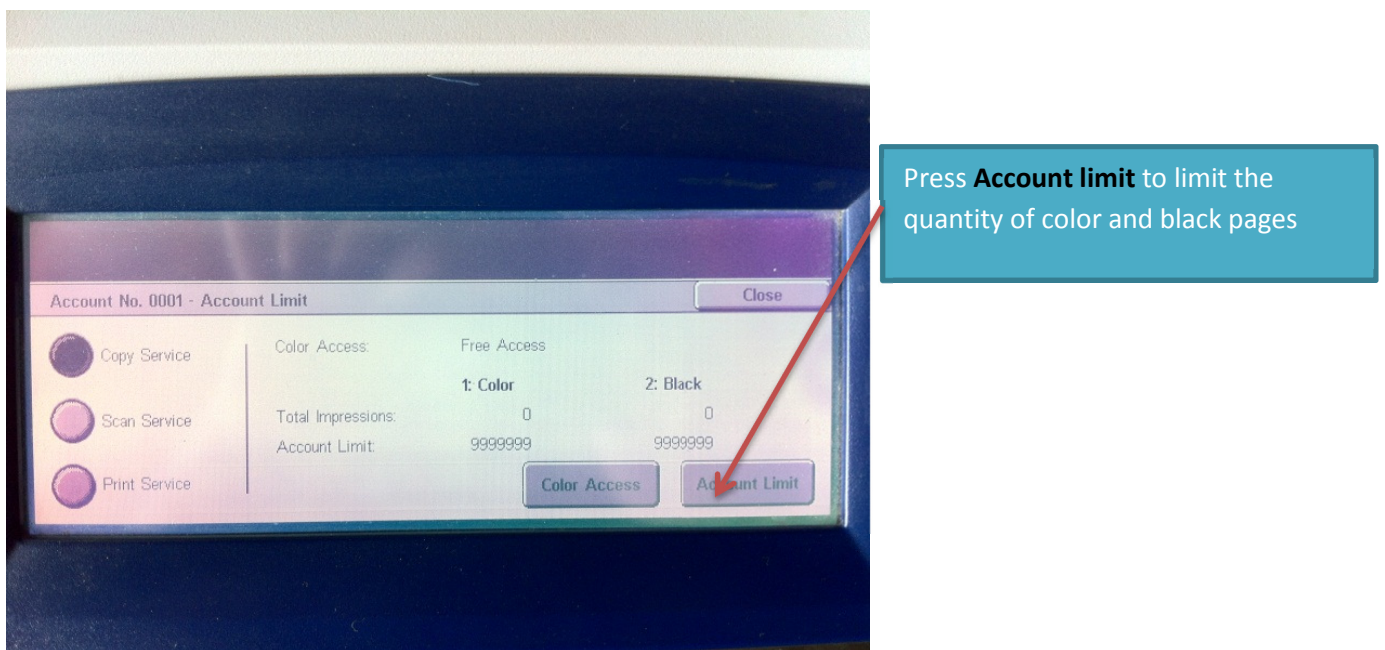 Press Account limit to limit the
quantity of color and black pages
Account No. 0001 - Account Limit
Close
Copy Service
Color Access: Free Access
1: Color 2: Black
Scan Service
Total Impressions: 0 0
Account Limit: 9999999 9999999
Print Service
Color Access
Account Limit